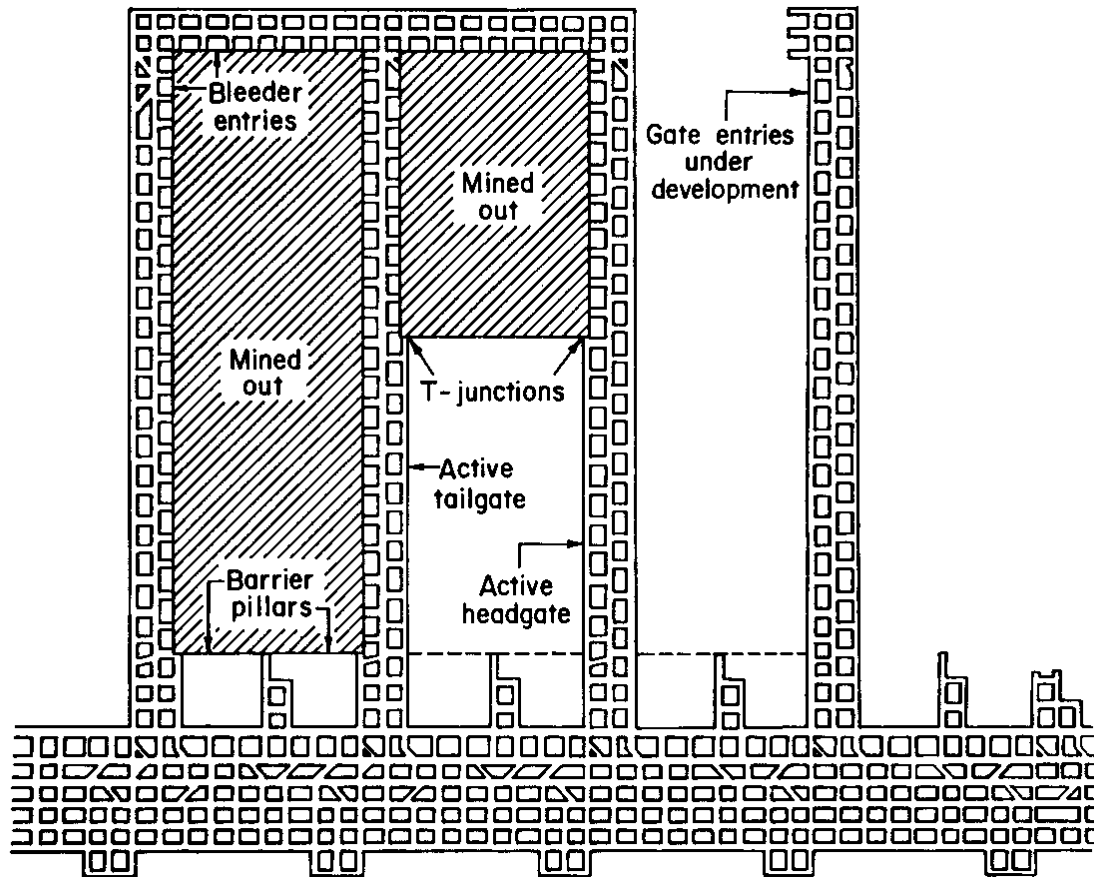 Bleeder
entries
Gate entries
under
development
Mined
out
Mined
out
T-junctions
Active
tailgate
Barrier
pillars
Active
headgate